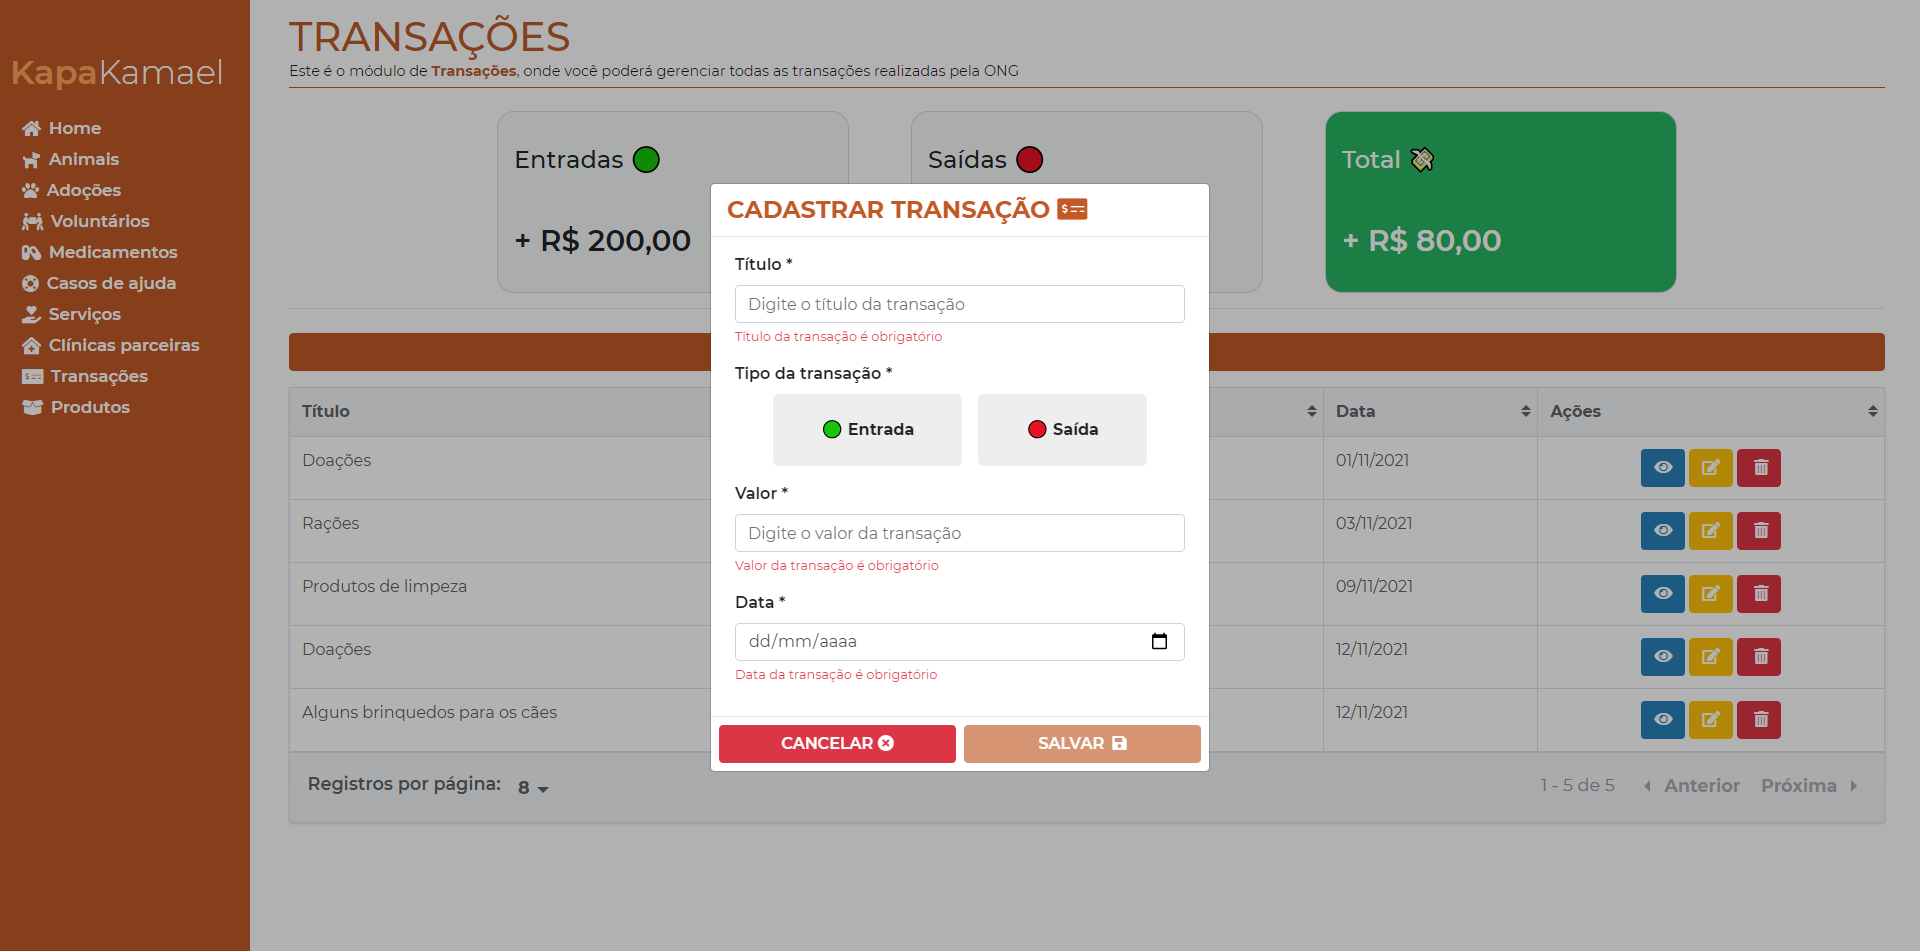 KapaKamael
Home
Animais
Adoções
Voluntários
Medicamentos
Casos de ajuda
Serviços
Clínicas parceiras
Transações
Produtos
TRANSAÇÕES
Este é o módulo de Transações, onde você poderá gerenciar todas as transações realizadas pela ONG
Entradas
+ R$ 200,00
Saídas
Total
+ R$ 80,00
CADASTRAR TRANSAÇÃO
Título *
Digite o título da transação
Título da transação é obrigatório
Tipo da transação *
Entrada
Saída
Valor *
Digite o valor da transação
Valor da transação é obrigatório
Data *
dd/mm/aaaa
Data da transação é obrigatório
CANCELAR
SALVAR
Título
Data
Ações
Doações
01/11/2021
Rações
03/11/2021
Produtos de limpeza
09/11/2021
Doações
12/11/2021
Alguns brinquedos para os cães
12/11/2021
Registros por página: 8
1 - 5 de 5
Anterior
Próxima